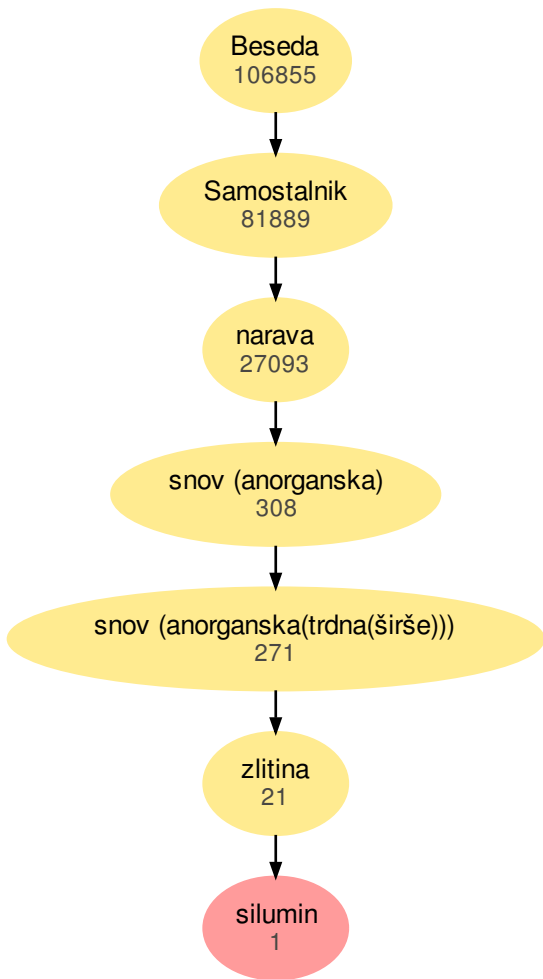 Beseda
106855
Samostalnik
81889
narava
27093
snov (anorganska)
308
snov (anorganska(trdna(širše)))
271
zlitina
21
silumin
1